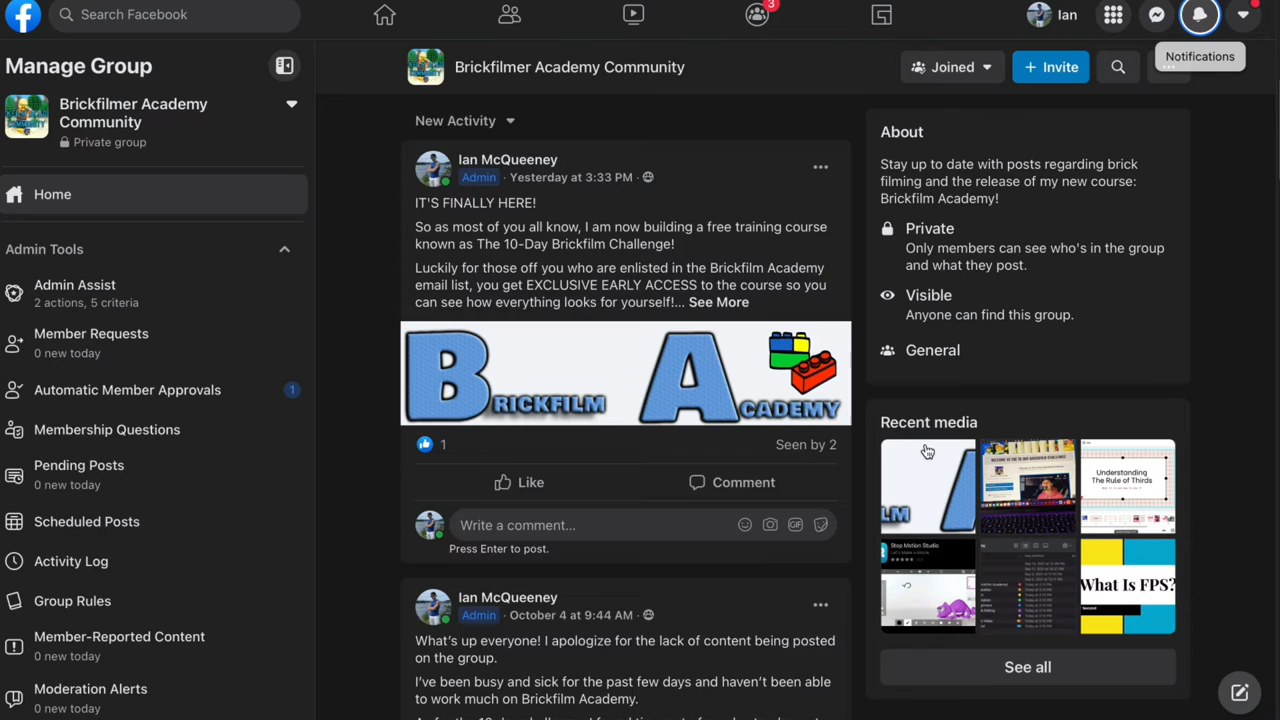 Search Facebook
3
Ian
Notifications
Manage Group
Brickfilmer Academy
Community
Private group
Home
Admin Tools
Admin Assist
2 actions, 5 criteria
Member Requests
0 new today
Automatic Member Approvals
1
Membership Questions
Pending Posts
0 new today
Scheduled Posts
Activity Log
Group Rules
Member-Reported Content
0 new today
Moderation Alerts
0 new today
Brickfilmer Academy Community
Joined
+ Invite
New Activity
Ian McQueeney
Admin · Yesterday at 3:33 PM ·
IT'S FINALLY HERE!
So as most of you all know, I am now building a free training course
known as The 10-Day Brickfilm Challenge!
Luckily for those off you who are enlisted in the Brickfilm Academy
email list, you get EXCLUSIVE EARLY ACCESS to the course so you
can see how everything looks for yourself!... See More
BRICKFILM ACADEMY
1
Seen by 2
Like
Comment
Write a comment...
GIF
Press Enter to post.
Ian McQueeney
Admin · October 4 at 9:44 AM ·
What's up everyone! I apologize for the lack of content being posted
on the group.
I've been busy and sick for the past few days and haven't been able
to work much on Brickfilm Academy.
About
Stay up to date with posts regarding brick
filming and the release of my new course:
Brickfilm Academy!
Private
Only members can see who's in the group
and what they post.
Visible
Anyone can find this group.
General
Recent media
WELCOME TO THE 10 DAY BRICKFILM CHALLENGE!
Understanding
The Rule of Thirds
Stop Motion Studio
What Is FPS?
Second
See all